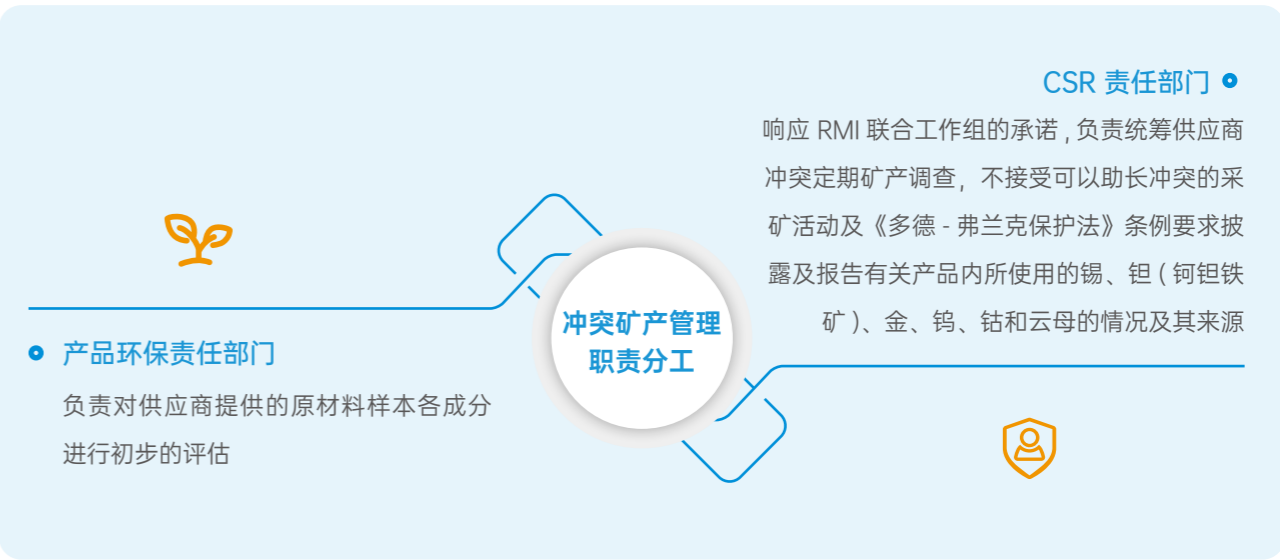 冲突矿产管理
职责分工
产品环保责任部门
负责对供应商提供的原材料样本各成分
进行初步的评估
CSR 责任部门
响应 RMI 联合工作组的承诺 , 负责统筹供应商
冲突定期矿产调查，不接受可以助长冲突的采
矿活动及《多德 - 弗兰克保护法》条例要求披
露及报告有关产品内所使用的锡、钽 ( 钶钽铁
矿 )、金、钨、钴和云母的情况及其来源